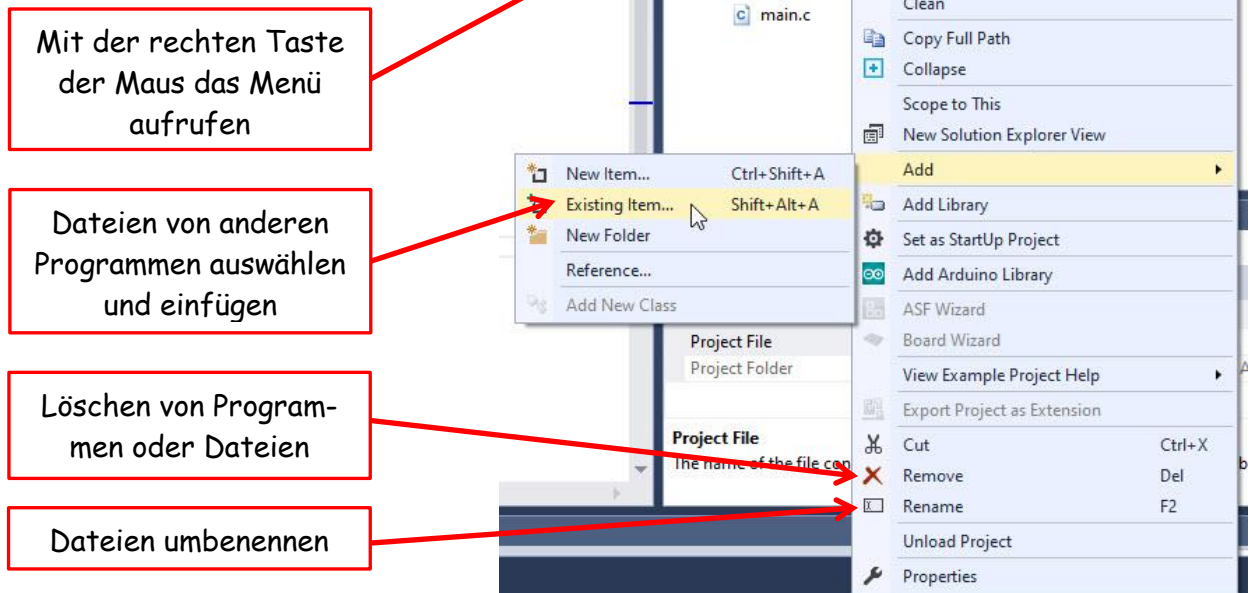 Mit der rechten Taste
der Maus das Menü
aufrufen
Dateien von anderen
Programmen auswählen
und einfügen
Löschen von Program-
men oder Dateien
Dateien umbenennen
main.c
New Item... Ctrl+Shift+A
Existing Item... Shift+Alt+A
New Folder
Reference...
Add New Class
Project File
Project Folder
Project File
The name of the file con
Clean
Copy Full Path
Collapse
Scope to This
New Solution Explorer View
Add
Add Library
Set as StartUp Project
Add Arduino Library
ASF Wizard
Board Wizard
View Example Project Help
Export Project as Extension
Cut Ctrl+X
Remove Del
Rename F2
Unload Project
Properties